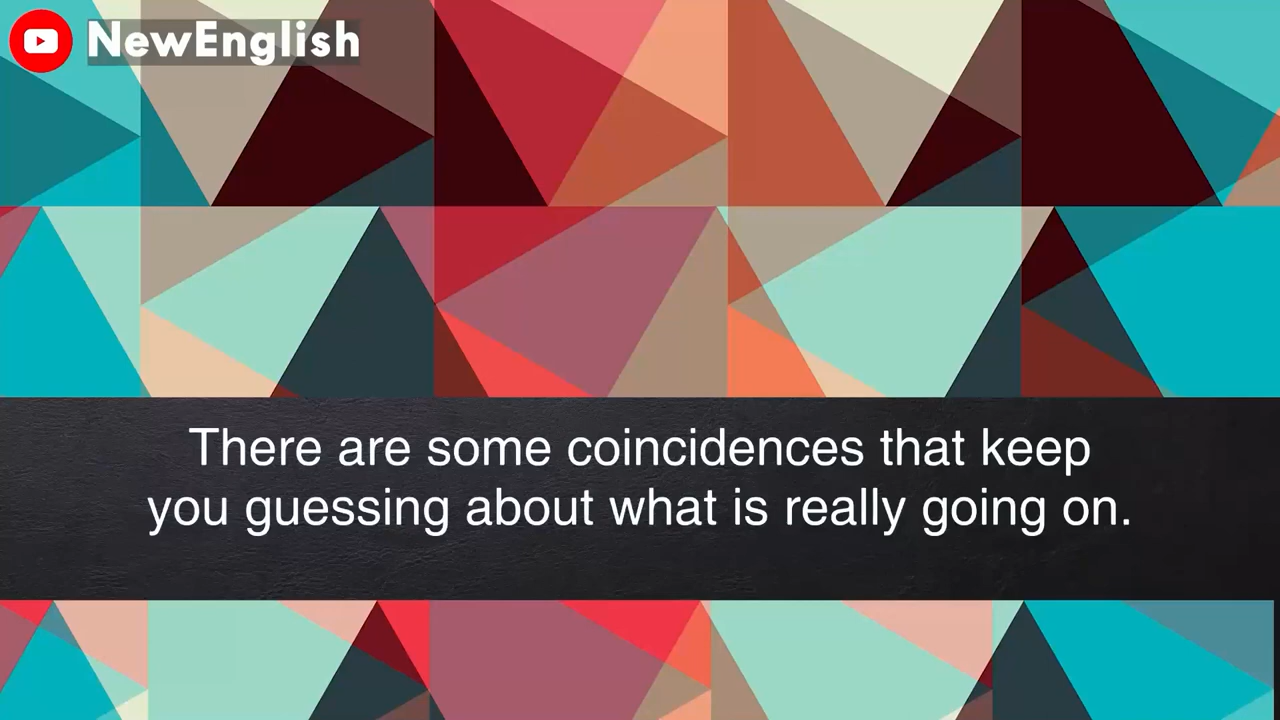 NewEnglish
There are some coincidences that keep
you guessing about what is really going on.